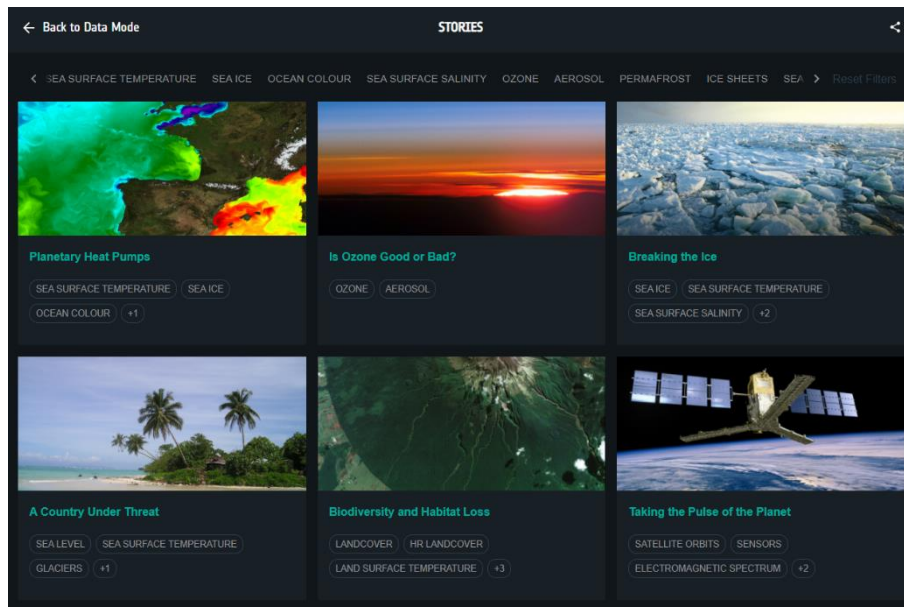 Back to Data Mode
STORIES
SEA SURFACE TEMPERATURE SEA ICE OCEAN COLOUR SEA SURFACE SALINITY OZONE AEROSOL PERMAFROST ICE SHEETS SEA Reset Filters
Planetary Heat Pumps
SEA SURFACE TEMPERATURE SEA ICE
OCEAN COLOUR +1
Is Ozone Good or Bad?
OZONE AEROSOL
Breaking the Ice
SEA ICE SEA SURFACE TEMPERATURE
SEA SURFACE SALINITY +2
A Country Under Threat
SEA LEVEL SEA SURFACE TEMPERATURE
GLACIERS +1
Biodiversity and Habitat Loss
LANDCOVER HR LANDCOVER
LAND SURFACE TEMPERATURE +3
Taking the Pulse of the Planet
SATELLITE ORBITS SENSORS
ELECTROMAGNETIC SPECTRUM +2